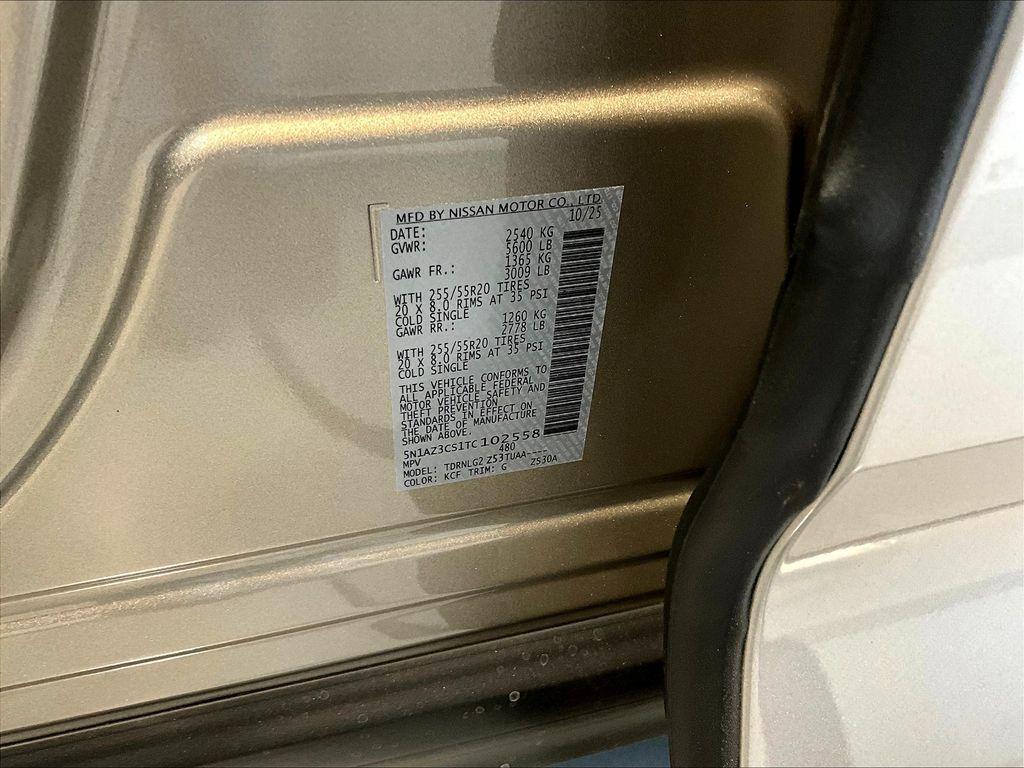 MFD BY NISSAN MOTOR CO., LTD
DATE: 10/25
GVWR: 2540 KG
5600 LB
GAWR FR.: 1365 KG
3009 LB
WITH 255/55R20 TIRES
20 X 8.0 RIMS AT 35 PSI
COLD SINGLE
GAWR RR.: 1260 KG
2778 LB
WITH 255/55R20 TIRES
20 X 8.0 RIMS AT 35 PSI
COLD SINGLE
THIS VEHICLE CONFORMS TO
ALL APPLICABLE FEDERAL
MOTOR VEHICLE SAFETY AND
THEFT PREVENTION
STANDARDS IN EFFECT ON
THE DATE OF MANUFACTURE
SHOWN ABOVE.
5N1AZ3CS1TC102558
MPV 480
MODEL: TDRNLG2 Z53TUAA----
COLOR: KCF TRIM: G ZS30A